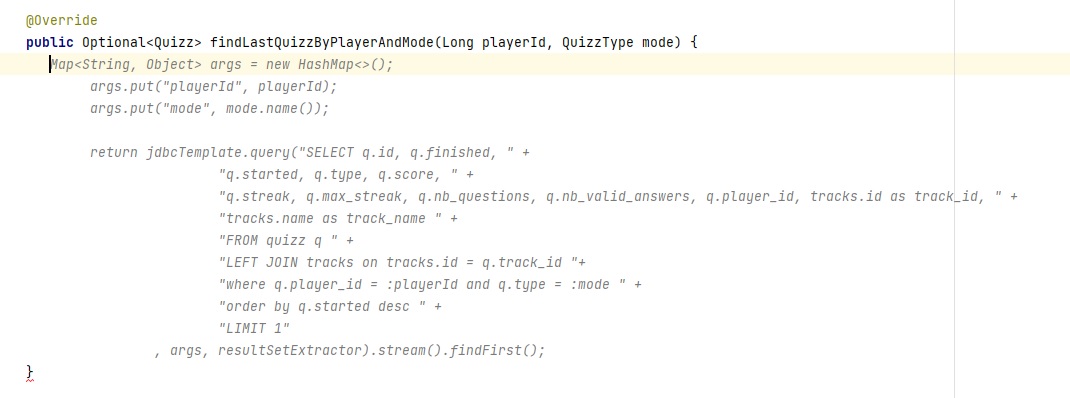 @Override
public Optional<Quizz> findLastQuizzByPlayerAndMode(Long playerId, QuizzType mode) {
Map<String, Object> args = new HashMap<>();
args.put("playerId", playerId);
args.put("mode", mode.name());
return jdbcTemplate.query("SELECT q.id, q.finished, " +
"q.started, q.type, q.score, " +
"q.streak, q.max_streak, q.nb_questions, q.nb_valid_answers, q.player_id, tracks.id as track_id, " +
"tracks.name as track_name " +
"FROM quizz q " +
"LEFT JOIN tracks on tracks.id = q.track_id "+
"where q.player_id = :playerId and q.type = :mode " +
"order by q.started desc " +
"LIMIT 1"
, args, resultSetExtractor).stream().findFirst();
}